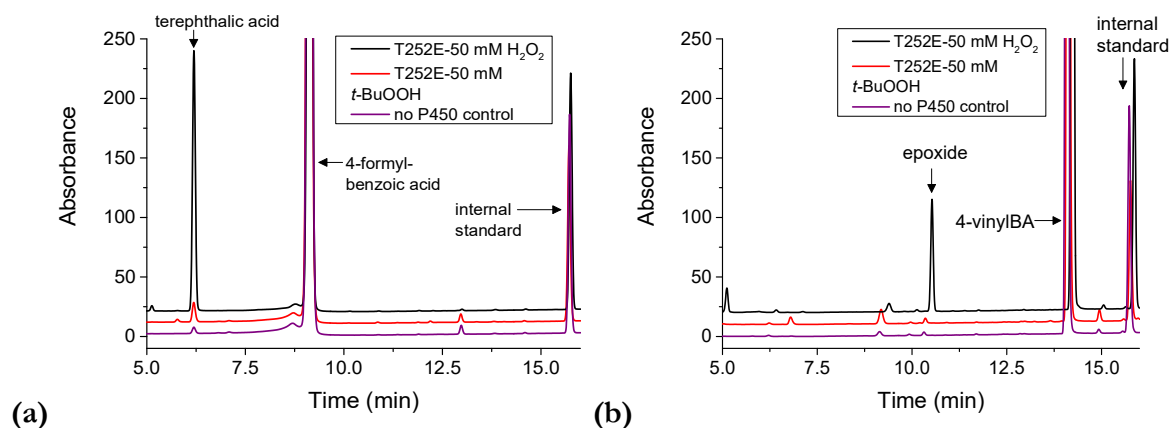 terephthalic acid
250
200
150
100
50
0
Absorbance
T252E-50 mM H₂O₂
T252E-50 mM
t-BuOOH
no P450 control
4-formyl-
benzoic acid
internal
standard
5.0
7.5
10.0
12.5
15.0
Time (min)
(a)
internal
standard
250
200
150
100
50
0
Absorbance
T252E-50 mM H₂O₂
T252E-50 mM
t-BuOOH
no P450 control
epoxide
4-vinylBA
5.0
7.5
10.0
12.5
15.0
Time (min)
(b)